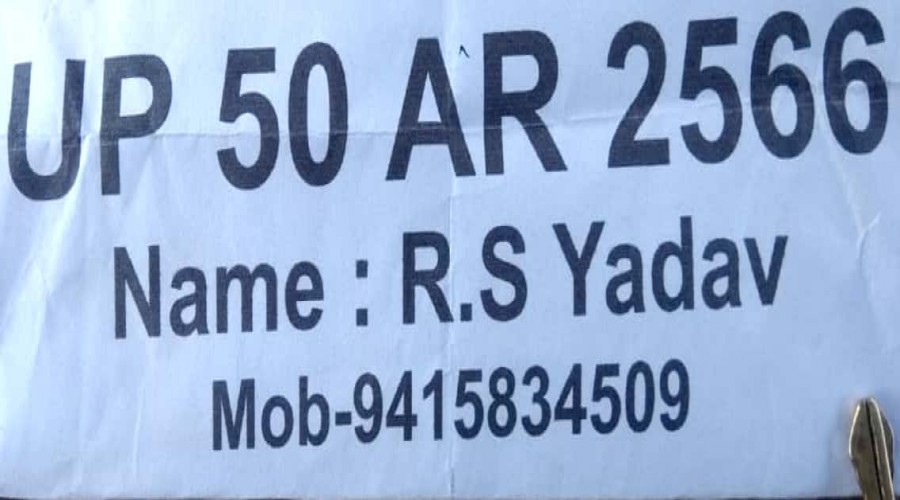 UP 50 AR 2566
Name : R.S Yadav
Mob-9415834509